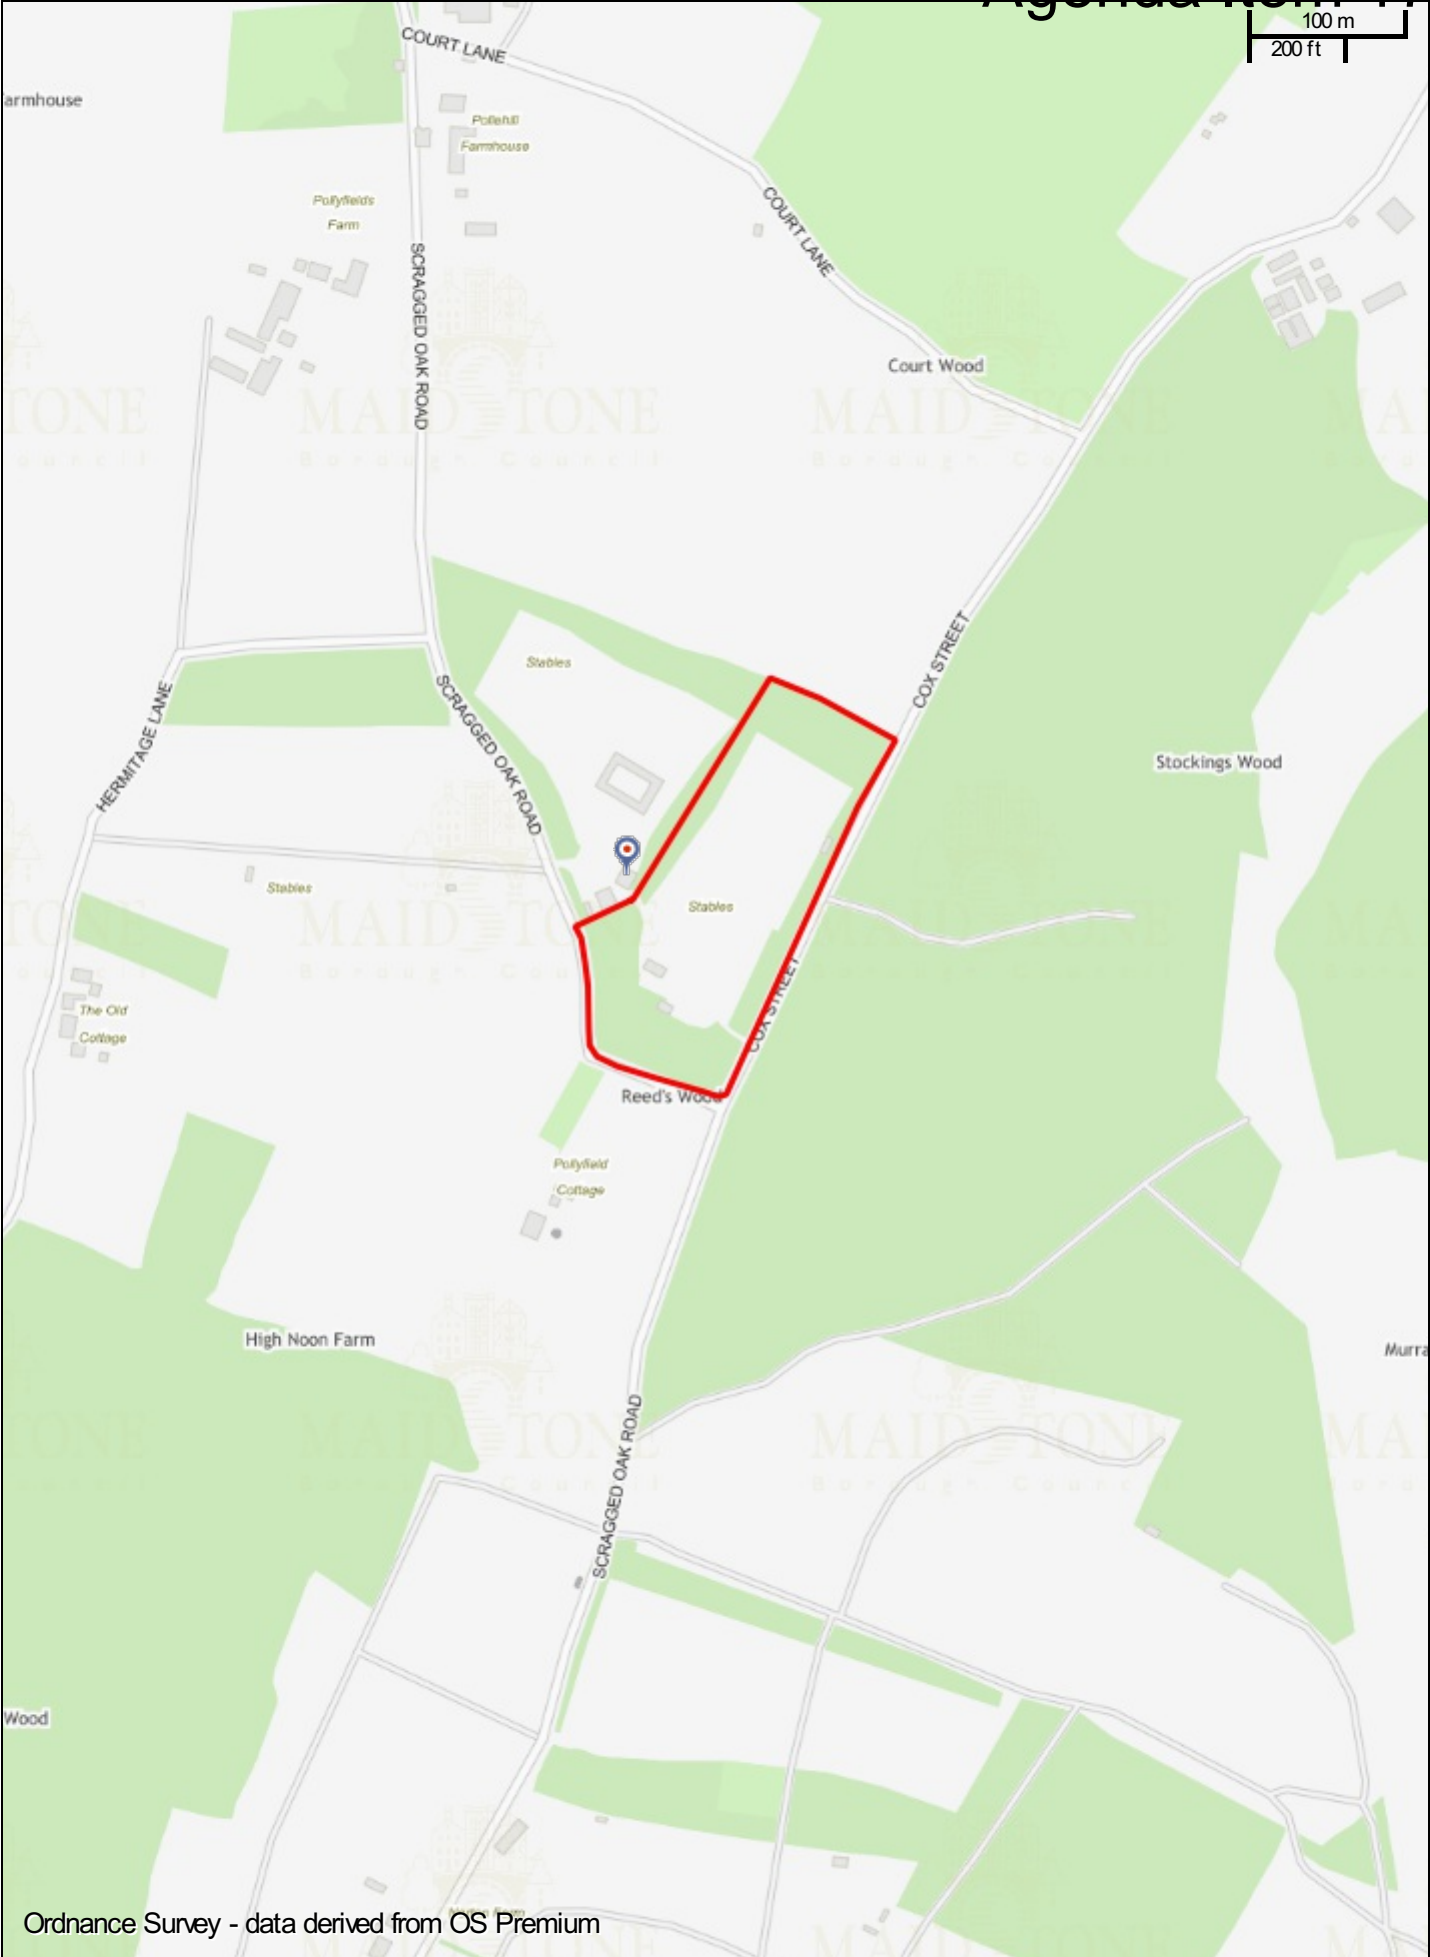 100 m
200 ft
COURT LANE
armhouse
Pollehill
Farmhouse
Pollyfields
Farm
COURT LANE
SCRAGGED OAK ROAD
Court Wood
COX STREET
Stables
HERMITAGE LANE
SCRAGGED OAK ROAD
Stockings Wood
Stables
Stables
The Old
Cottage
COX STREET
Reed's Wood
Pollyfield
Cottage
High Noon Farm
Murra
SCRAGGED OAK ROAD
Wood
Ordnance Survey - data derived from OS Premium